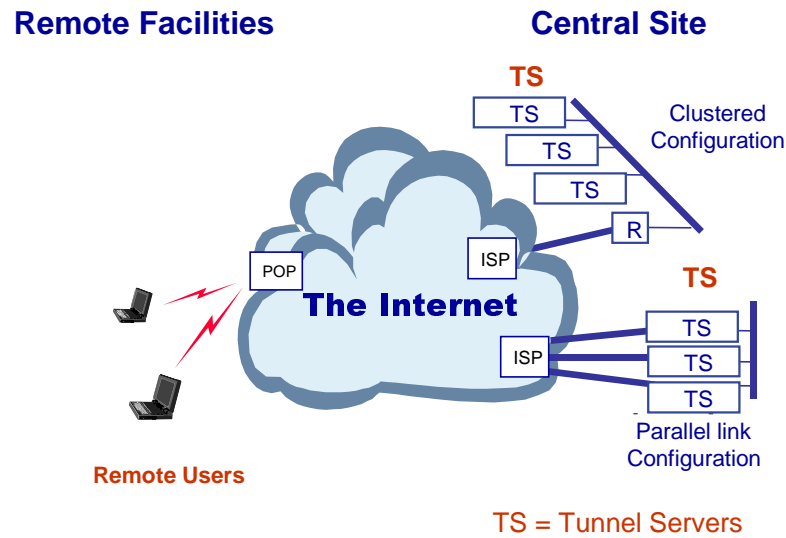 Remote Facilities
Central Site
TS
TS
TS
TS
Clustered
Configuration
R
ISP
POP
The Internet
TS
TS
TS
TS
ISP
Parallel link
Configuration
Remote Users
TS = Tunnel Servers